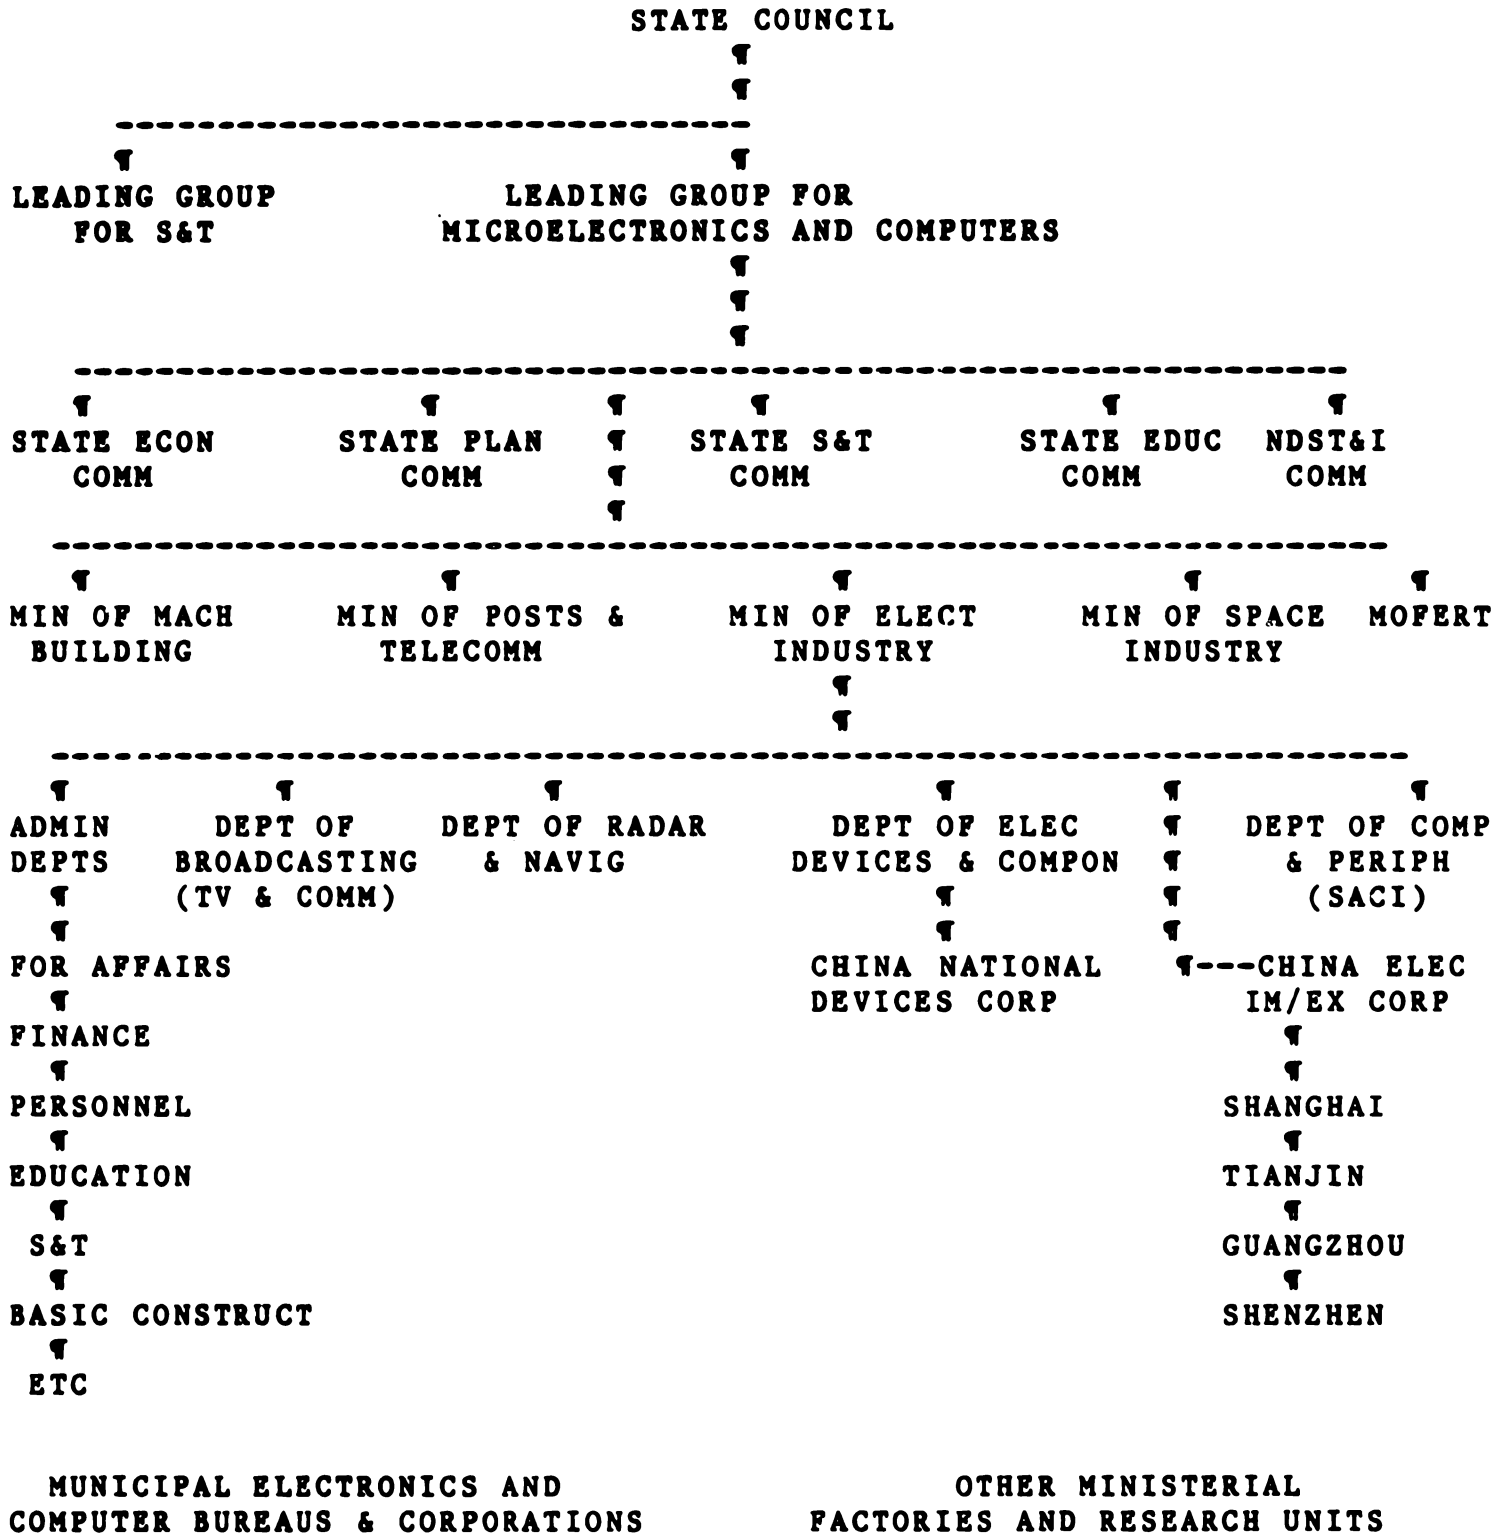 STATE COUNCIL
¶
¶
-------------------------------
¶ ¶
LEADING GROUP LEADING GROUP FOR
FOR S&T MICROELECTRONICS AND COMPUTERS
¶
¶
¶
---------------------------------------------------------------
¶ ¶ ¶ ¶ ¶ ¶
STATE ECON STATE PLAN ¶ STATE S&T STATE EDUC NDST&I
COMM COMM ¶ COMM COMM COMM
¶
------------------------------------------------------------------
¶ ¶ ¶ ¶ ¶
MIN OF MACH MIN OF POSTS & MIN OF ELECT MIN OF SPACE MOFERT
BUILDING TELECOMM INDUSTRY INDUSTRY
¶
¶
-------------------------------------------------------------------
¶ ¶ ¶ ¶ ¶ ¶
ADMIN DEPT OF DEPT OF RADAR DEPT OF ELEC ¶ DEPT OF COMP
DEPTS BROADCASTING & NAVIG DEVICES & COMPON ¶ & PERIPH
¶ (TV & COMM) ¶ ¶ (SACI)
¶ ¶ ¶
FOR AFFAIRS CHINA NATIONAL ¶---CHINA ELEC
¶ DEVICES CORP IM/EX CORP
FINANCE ¶
¶ ¶
PERSONNEL SHANGHAI
¶ ¶
EDUCATION TIANJIN
¶ ¶
S&T GUANGZHOU
¶ ¶
BASIC CONSTRUCT SHENZHEN
¶
ETC
MUNICIPAL ELECTRONICS AND OTHER MINISTERIAL
COMPUTER BUREAUS & CORPORATIONS FACTORIES AND RESEARCH UNITS